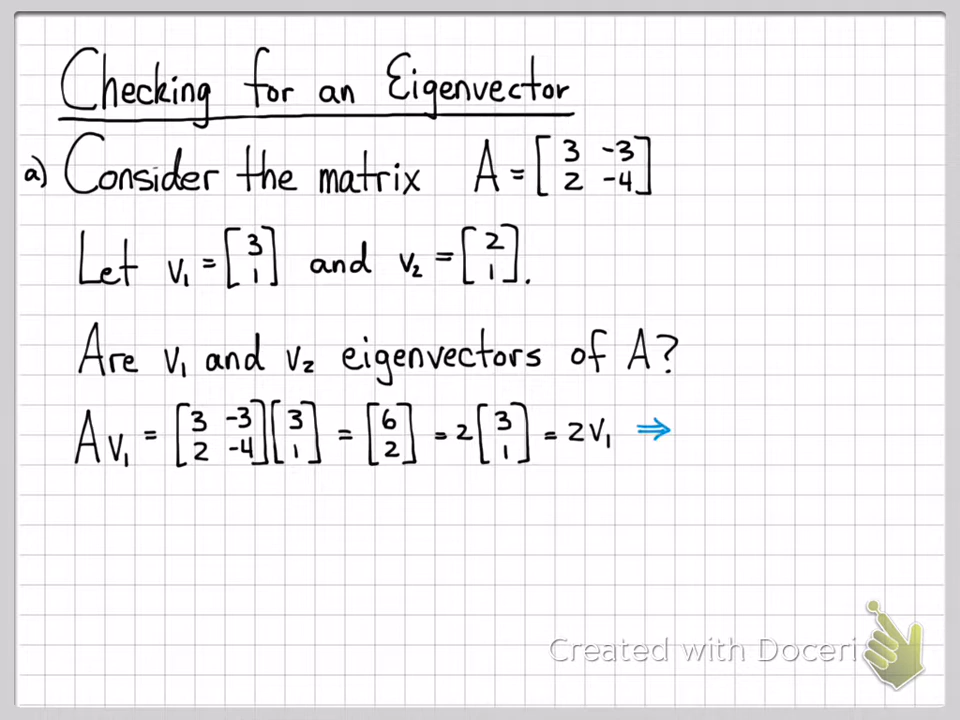 Checking for an Eigenvector
a) Consider the matrix A = [3 -3; 2 -4]
Let v₁ = [3; 1] and v₂ = [2; 1].
Are v₁ and v₂ eigenvectors of A?
Av₁ = [3 -3; 2 -4][3; 1] = [6; 2] = 2[3; 1] = 2v₁ ⇒
Created with Doceri